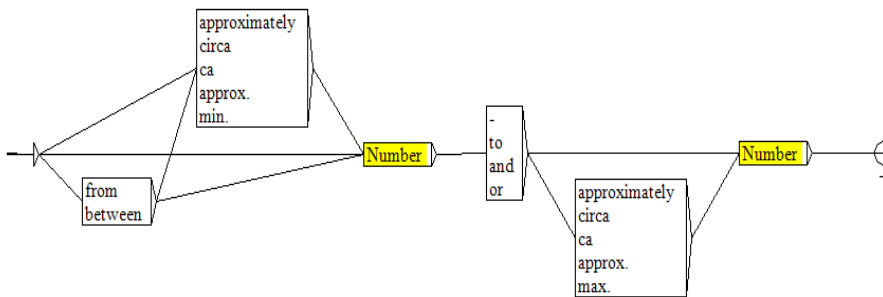 approximately
circa
ca
approx.
min.
from
between
Number
-
to
and
or
approximately
circa
ca
approx.
max.
Number